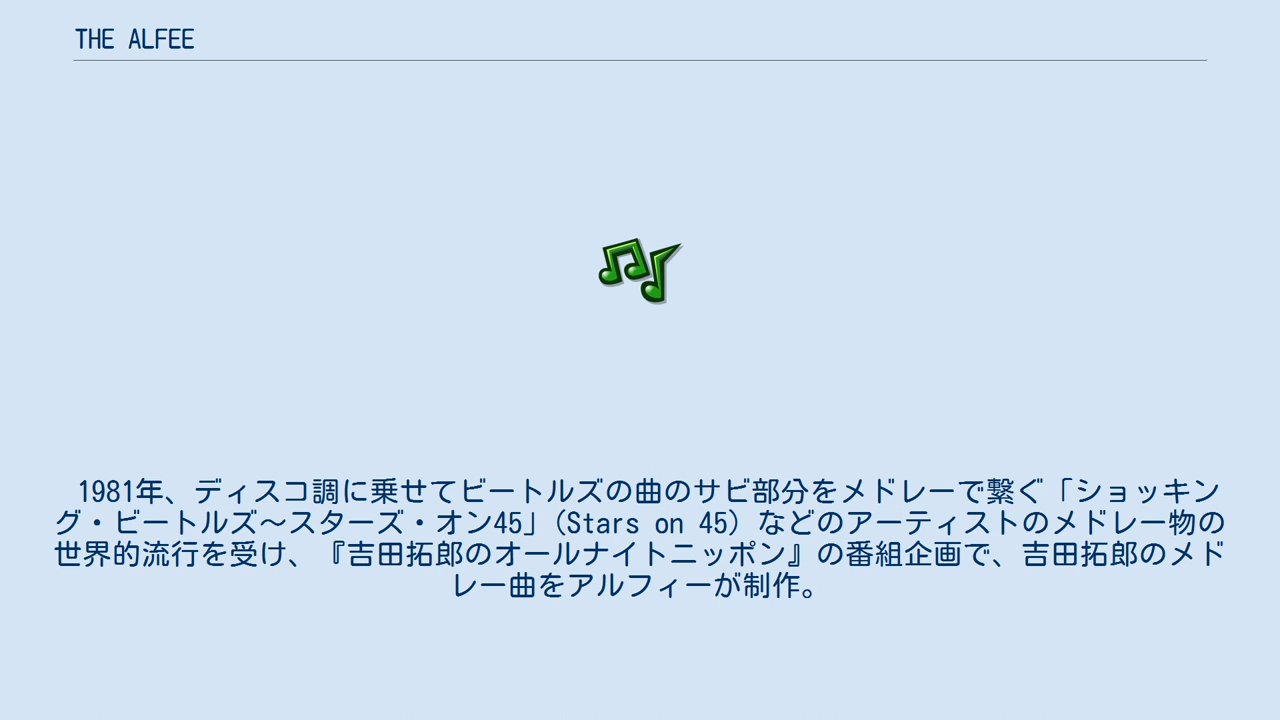 THE ALFEE
1981年、ディスコ調に乗せてビートルズの曲のサビ部分をメドレーで繋ぐ「ショッキン
グ・ビートルズ〜スターズ・オン45」（Stars on 45）などのアーティストのメドレー物の
世界的流行を受け、『吉田拓郎のオールナイトニッポン』の番組企画で、吉田拓郎のメド
レー曲をアルフィーが制作。